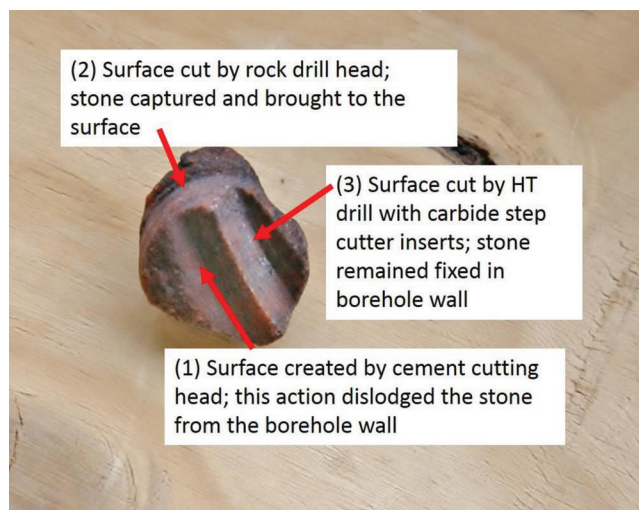 (2) Surface cut by rock drill head;
stone captured and brought to the
surface
(3) Surface cut by HT
drill with carbide step
cutter inserts; stone
remained fixed in
borehole wall
(1) Surface created by cement cutting
head; this action dislodged the stone
from the borehole wall